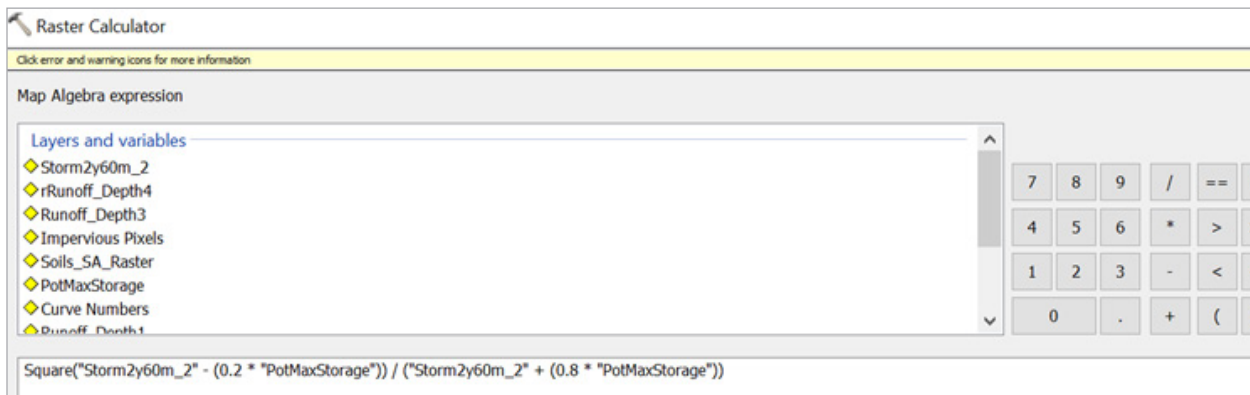 Raster Calculator
Click error and warning icons for more information
Map Algebra expression
Layers and variables
Storm2y60m_2
rRunoff_Depth4
Runoff_Depth3
Impervious Pixels
Soils_SA_Raster
PotMaxStorage
Curve Numbers
Runoff_Depth1
7 8 9 / ==
4 5 6 * >
1 2 3 - <
0 . + (
Square("Storm2y60m_2" - (0.2 * "PotMaxStorage")) / ("Storm2y60m_2" + (0.8 * "PotMaxStorage"))